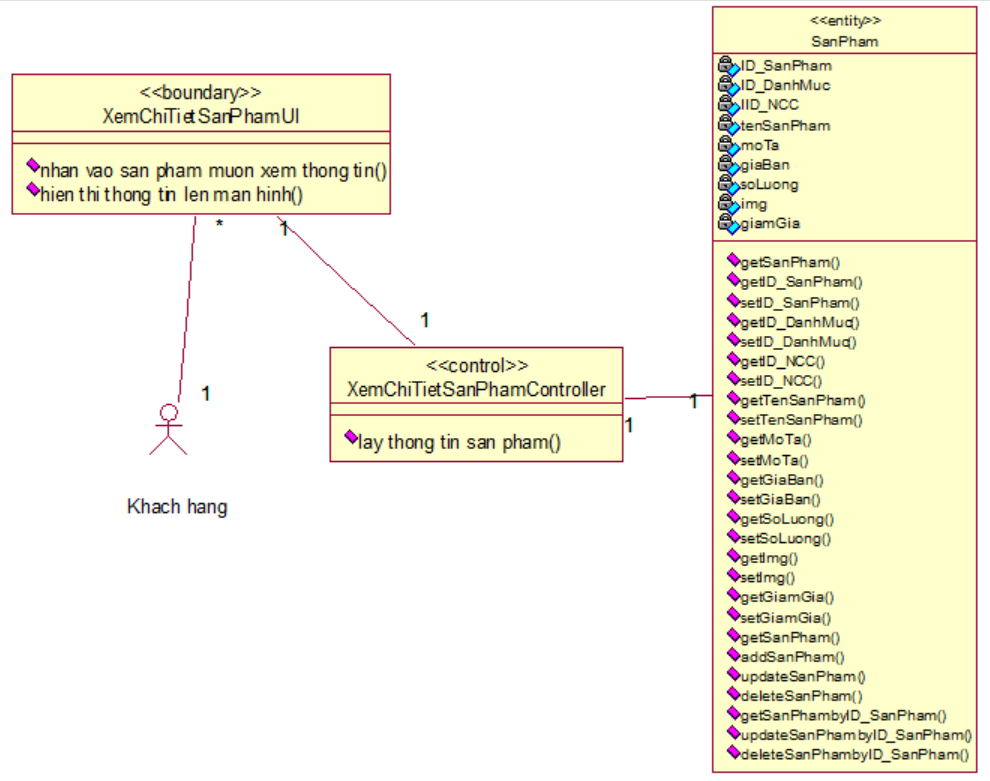 <<boundary>>
XemChiTietSanPhamUI
nhan vao san pham muon xem thong tin()
hien thi thong tin len man hinh()
*
1
1
1
Khach hang
<<control>>
XemChiTietSanPhamController
lay thong tin san pham()
1
1
<<entity>>
SanPham
ID_SanPham
ID_DanhMuc
IID_NCC
tenSanPham
moTa
giaBan
soLuong
img
giamGia
getSanPham()
getID_SanPham()
setID_SanPham()
getID_DanhMuc()
setID_DanhMuc()
getID_NCC()
setID_NCC()
getTenSanPham()
setTenSanPham()
getMoTa()
setMoTa()
getGiaBan()
setGiaBan()
getSoLuong()
setSoLuong()
getImg()
setImg()
getGiamGia()
setGiamGia()
getSanPham()
addSanPham()
updateSanPham()
deleteSanPham()
getSanPhambyID_SanPham()
updateSanPhambyID_SanPham()
deleteSanPhambyID_SanPham()